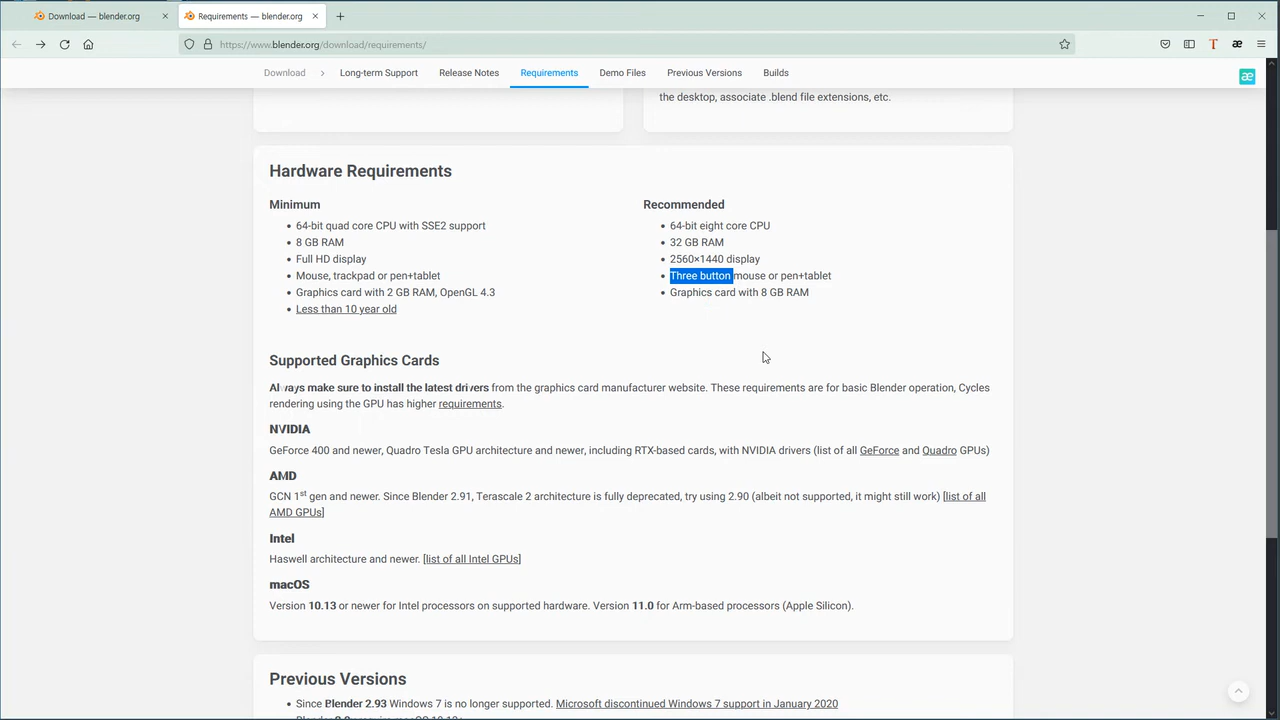 Download — blender.org
Requirements — blender.org
https://www.blender.org/download/requirements/
T
æ
Download
Long-term Support
Release Notes
Requirements
Demo Files
Previous Versions
Builds
æ
the desktop, associate .blend file extensions, etc.
Hardware Requirements
Minimum
64-bit quad core CPU with SSE2 support
8 GB RAM
Full HD display
Mouse, trackpad or pen+tablet
Graphics card with 2 GB RAM, OpenGL 4.3
Less than 10 year old
Recommended
64-bit eight core CPU
32 GB RAM
2560×1440 display
Three button mouse or pen+tablet
Graphics card with 8 GB RAM
Supported Graphics Cards
Always make sure to install the latest drivers from the graphics card manufacturer website. These requirements are for basic Blender operation, Cycles
rendering using the GPU has higher requirements.
NVIDIA
GeForce 400 and newer, Quadro Tesla GPU architecture and newer, including RTX-based cards, with NVIDIA drivers (list of all GeForce and Quadro GPUs)
AMD
GCN 1st gen and newer. Since Blender 2.91, Terascale 2 architecture is fully deprecated, try using 2.90 (albeit not supported, it might still work) [list of all
AMD GPUs]
Intel
Haswell architecture and newer. [list of all Intel GPUs]
macOS
Version 10.13 or newer for Intel processors on supported hardware. Version 11.0 for Arm-based processors (Apple Silicon).
Previous Versions
Since Blender 2.93 Windows 7 is no longer supported. Microsoft discontinued Windows 7 support in January 2020